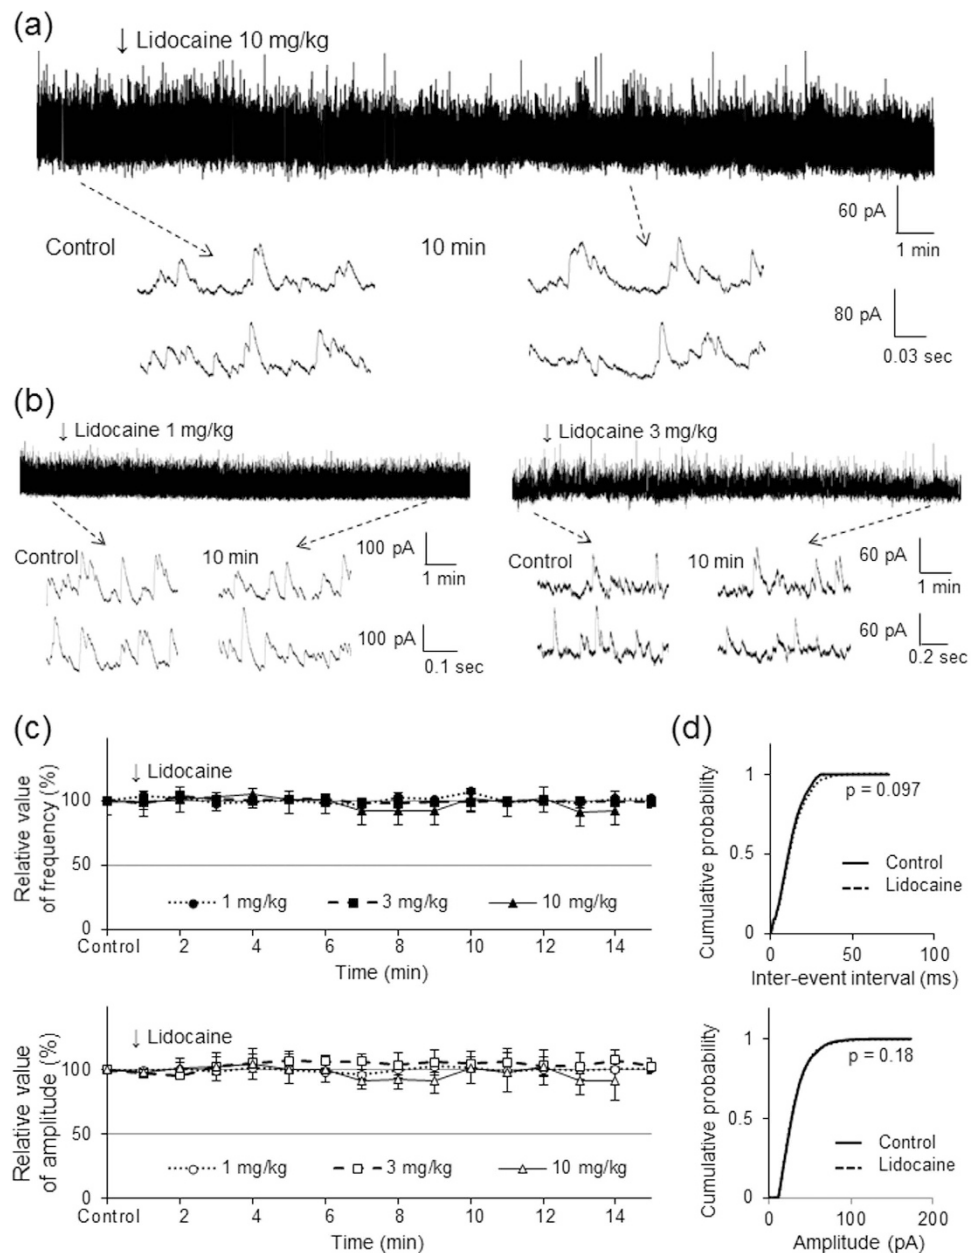 (a)
↓ Lidocaine 10 mg/kg
60 pA
1 min
Control
10 min
80 pA
0.03 sec
(b)
↓ Lidocaine 1 mg/kg
↓ Lidocaine 3 mg/kg
Control
10 min
100 pA
1 min
100 pA
0.1 sec
Control
10 min
60 pA
1 min
60 pA
0.2 sec
(c)
Relative value
of frequency (%)
↓ Lidocaine
100
50
0
1 mg/kg
3 mg/kg
10 mg/kg
Control
2
4
6
8
10
12
14
Time (min)
Relative value
of amplitude (%)
↓ Lidocaine
100
50
0
1 mg/kg
3 mg/kg
10 mg/kg
Control
2
4
6
8
10
12
14
Time (min)
(d)
Cumulative probability
1
0.5
0
p = 0.097
Control
Lidocaine
0
50
100
Inter-event interval (ms)
Cumulative probability
1
0.5
0
p = 0.18
Control
Lidocaine
0
100
200
Amplitude (pA)